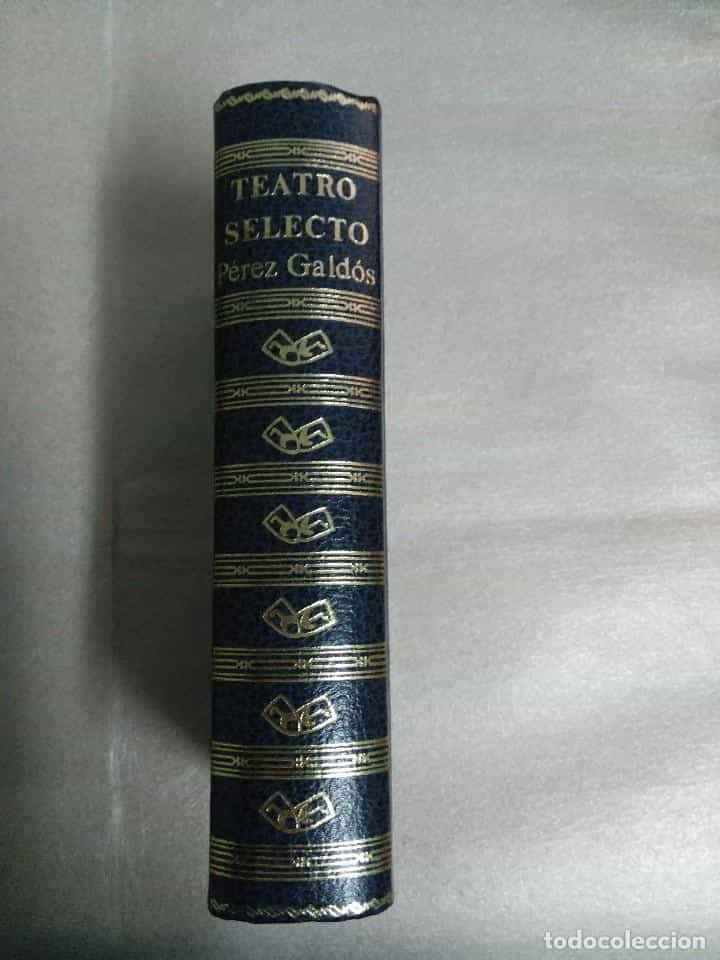 TEATRO
SELECTO
Pérez Galdós
todocoleccion